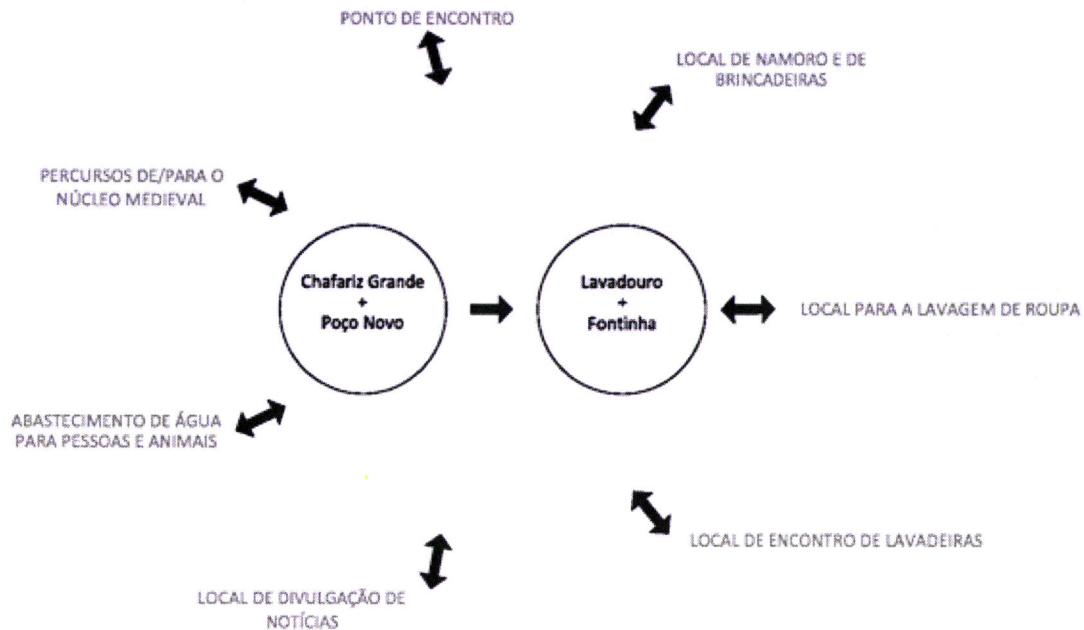 PONTO DE ENCONTRO
LOCAL DE NAMORO E DE
BRINCADEIRAS
PERCURSOS DE/PARA O
NÚCLEO MEDIEVAL
Chafariz Grande
+
Poço Novo
Lavadouro
+
Fontinha
LOCAL PARA A LAVAGEM DE ROUPA
ABASTECIMENTO DE ÁGUA
PARA PESSOAS E ANIMAIS
LOCAL DE ENCONTRO DE LAVADEIRAS
LOCAL DE DIVULGAÇÃO DE
NOTÍCIAS